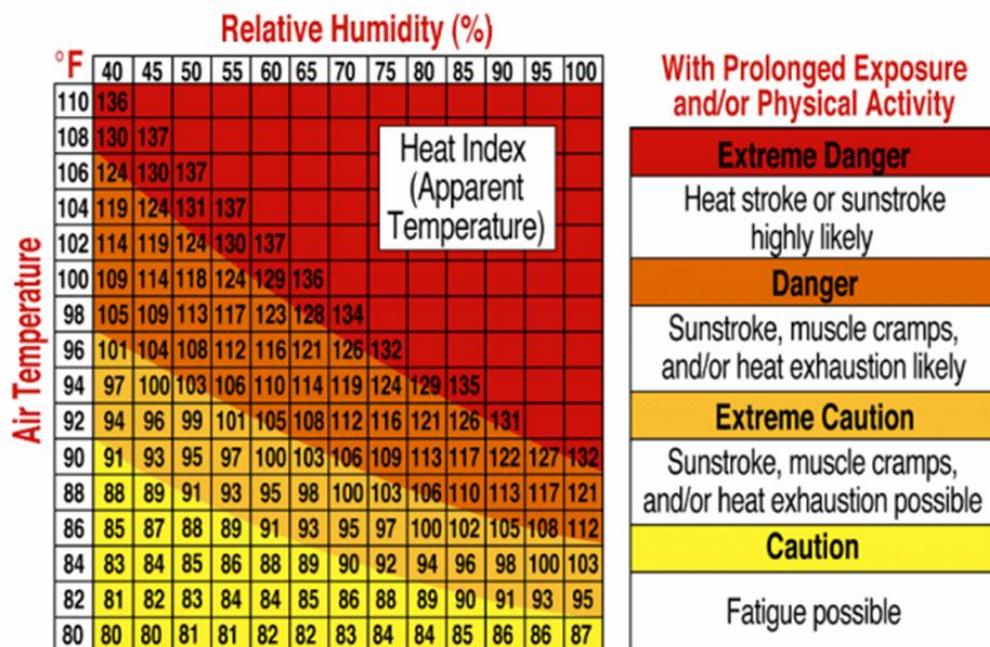 Relative Humidity (%)
°F 40 45 50 55 60 65 70 75 80 85 90 95 100
110 136
108 130 137
106 124 130 137
104 119 124 131 137
102 114 119 124 130 137
100 109 114 118 124 129 136
98 105 109 113 117 123 128 134
96 101 104 108 112 116 121 126 132
94 97 100 103 106 110 114 119 124 129 135
92 94 96 99 101 105 108 112 116 121 126 131
90 91 93 95 97 100 103 106 109 113 117 122 127 132
88 88 89 91 93 95 98 100 103 106 110 113 117 121
86 85 87 88 89 91 93 95 97 100 102 105 108 112
84 83 84 85 86 88 89 90 92 94 96 98 100 103
82 81 82 83 84 84 85 86 88 89 90 91 93 95
80 80 80 81 81 82 82 83 84 84 85 86 86 87
Air Temperature
Heat Index
(Apparent
Temperature)
With Prolonged Exposure
and/or Physical Activity
Extreme Danger
Heat stroke or sunstroke
highly likely
Danger
Sunstroke, muscle cramps,
and/or heat exhaustion likely
Extreme Caution
Sunstroke, muscle cramps,
and/or heat exhaustion possible
Caution
Fatigue possible